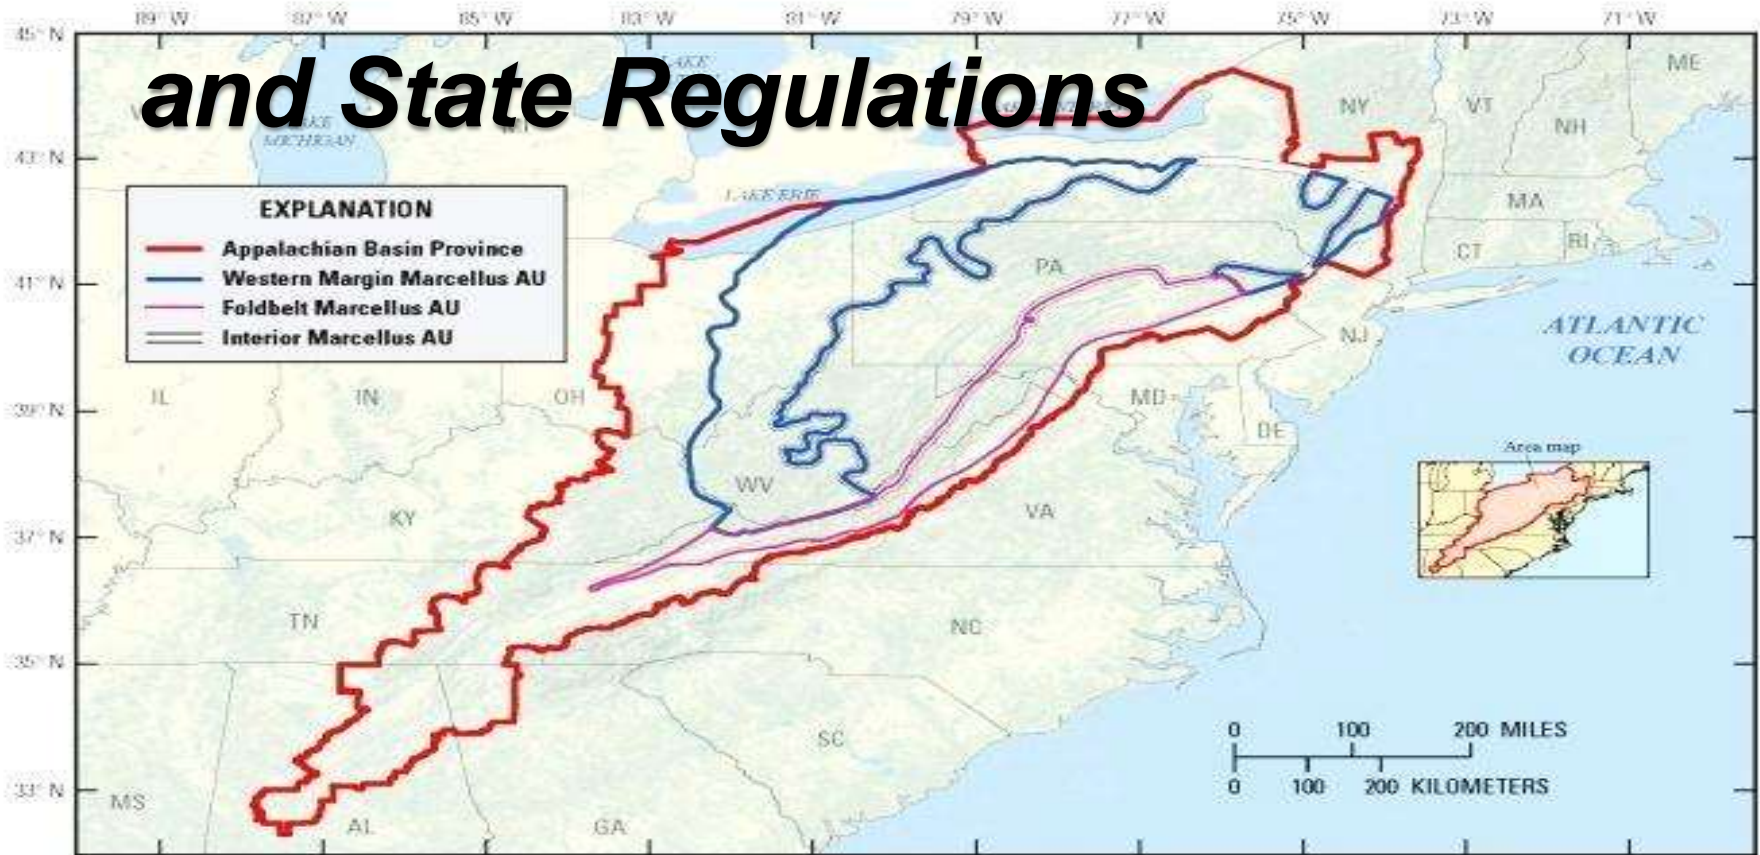 89° W 87° W 85° W 83° W 81° W 79° W 77° W 75° W 73° W 71° W
45° N
and State Regulations
LAKE
ME
NY
VT
NH
LAKE
MICHIGAN
43° N
LAKE ERIE
MA
EXPLANATION
Appalachian Basin Province
Western Margin Marcellus AU
Foldbelt Marcellus AU
Interior Marcellus AU
CT
RI
PA
41° N
NJ
ATLANTIC
OCEAN
IL
IN
OH
MD
DE
39° N
Area map
WV
VA
KY
37° N
TN
NC
35° N
SC
0 100 200 MILES
0 100 200 KILOMETERS
33° N
MS
AL
GA